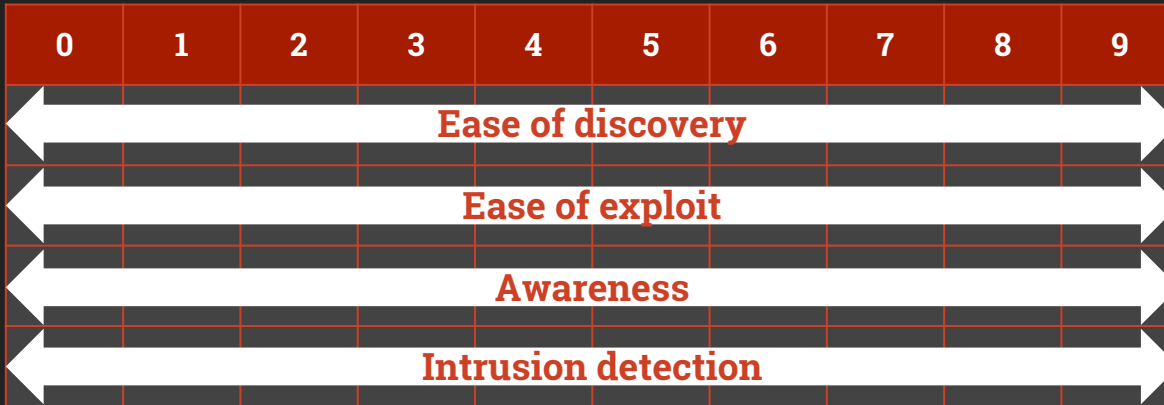 0 1 2 3 4 5 6 7 8 9
Ease of discovery
Ease of exploit
Awareness
Intrusion detection